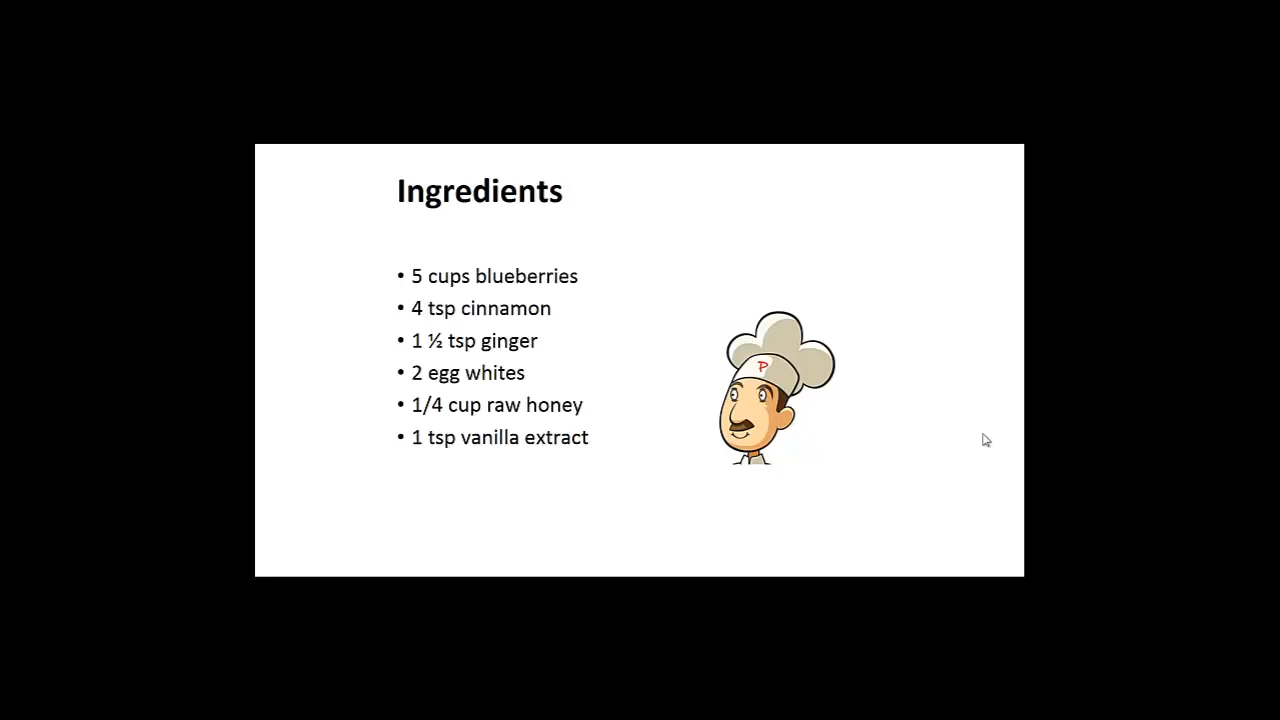 Ingredients
• 5 cups blueberries
• 4 tsp cinnamon
• 1 ½ tsp ginger
• 2 egg whites
• 1/4 cup raw honey
• 1 tsp vanilla extract
P